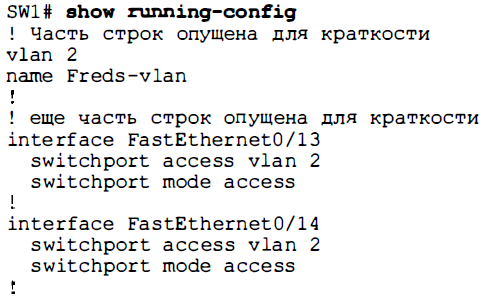 SW1# show running-config
! Часть строк опущена для краткости
vlan 2
name Freds-vlan
!
! еще часть строк опущена для краткости
interface FastEthernet0/13
switchport access vlan 2
switchport mode access
!
interface FastEthernet0/14
switchport access vlan 2
switchport mode access
!